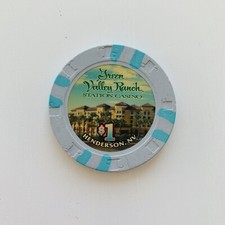 Green
Valley Ranch
STATION CASINO
$1
HENDERSON, NV